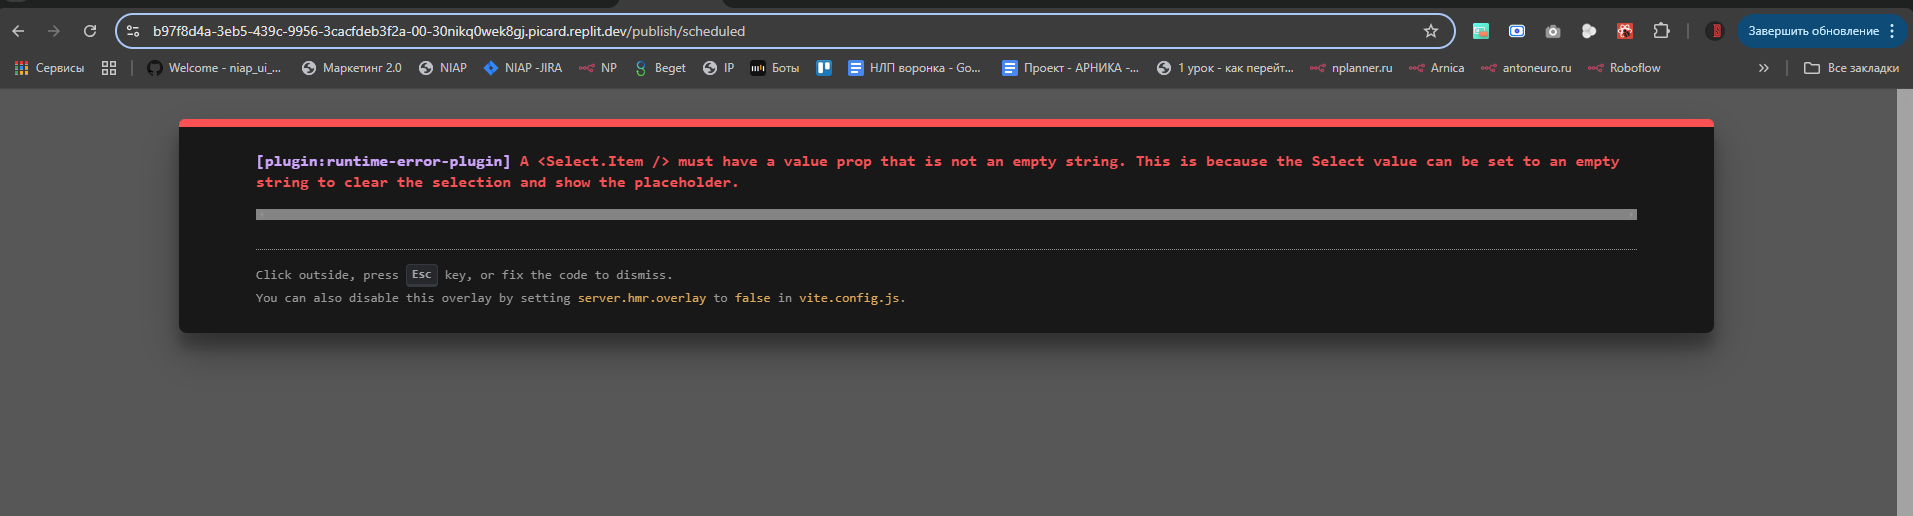 b97f8d4a-3eb5-439c-9956-3cacfdeb3f2a-00-30nikq0wek8gj.picard.replit.dev/publish/scheduled
Завершить обновление
Сервисы
Welcome - niap_ui_...
Маркетинг 2.0
NIAP
NIAP -JIRA
NP
Beget
IP
Боты
НЛП воронка - Go...
Проект - АРНИКА -...
1 урок - как перейт...
nplanner.ru
Arnica
antoneuro.ru
Roboflow
»
Все закладки
[plugin:runtime-error-plugin] A <Select.Item /> must have a value prop that is not an empty string. This is because the Select value can be set to an empty
string to clear the selection and show the placeholder.
Click outside, press Esc key, or fix the code to dismiss.
You can also disable this overlay by setting server.hmr.overlay to false in vite.config.js.